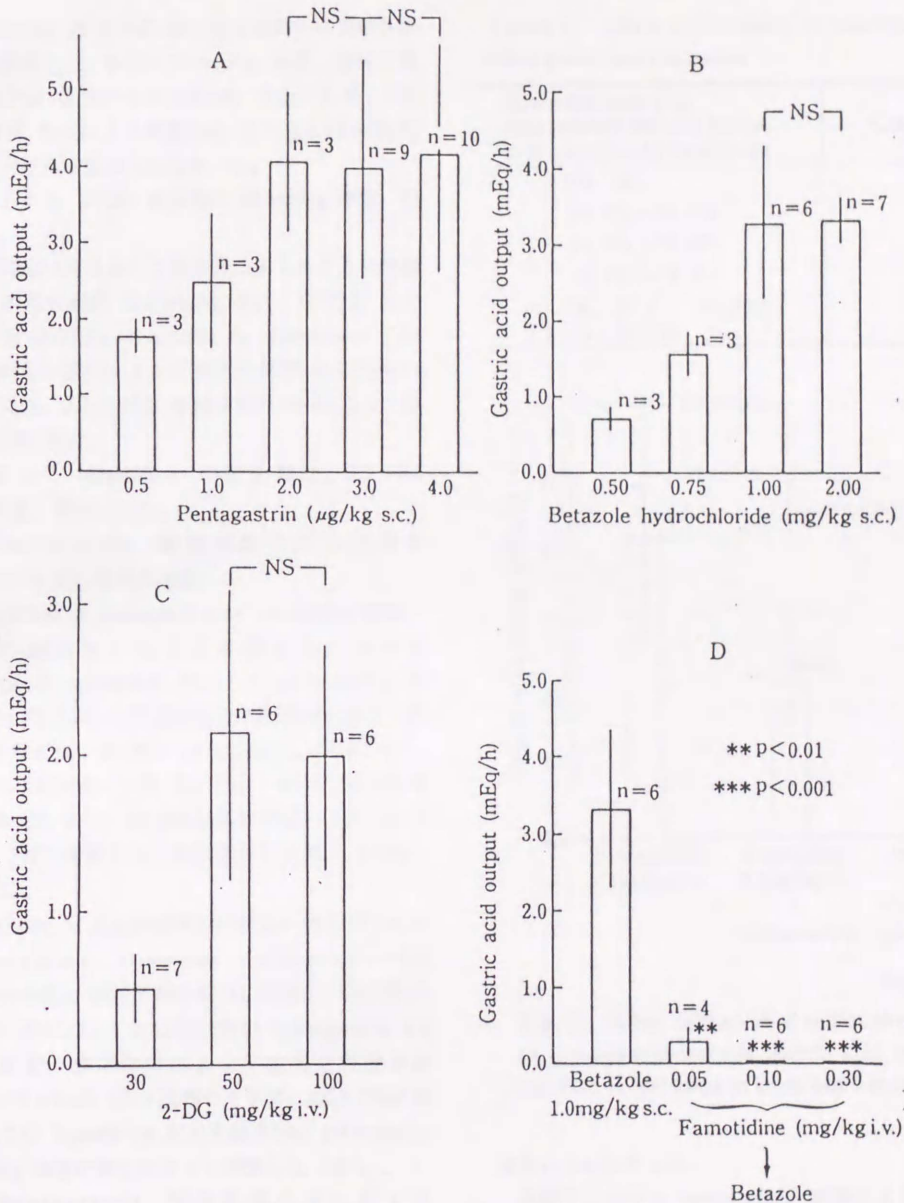 NS NS
A
Gastric acid output (mEq/h)
5.0
4.0
3.0
2.0
1.0
0.0
n=3
n=3
n=3
n=9
n=10
0.5 1.0 2.0 3.0 4.0
Pentagastrin (μg/kg s.c.)
B
NS
Gastric acid output (mEq/h)
5.0
4.0
3.0
2.0
1.0
0.0
n=3
n=3
n=6
n=7
0.50 0.75 1.00 2.00
Betazole hydrochloride (mg/kg s.c.)
C
NS
Gastric acid output (mEq/h)
3.0
2.0
1.0
0.0
n=7
n=6
n=6
30 50 100
2-DG (mg/kg i.v.)
D
Gastric acid output (mEq/h)
5.0
4.0
3.0
2.0
1.0
0.0
** p<0.01
*** p<0.001
n=6
n=4
**
n=6
***
n=6
***
Betazole 0.05 0.10 0.30
1.0mg/kg s.c.
Famotidine (mg/kg i.v.)
Betazole